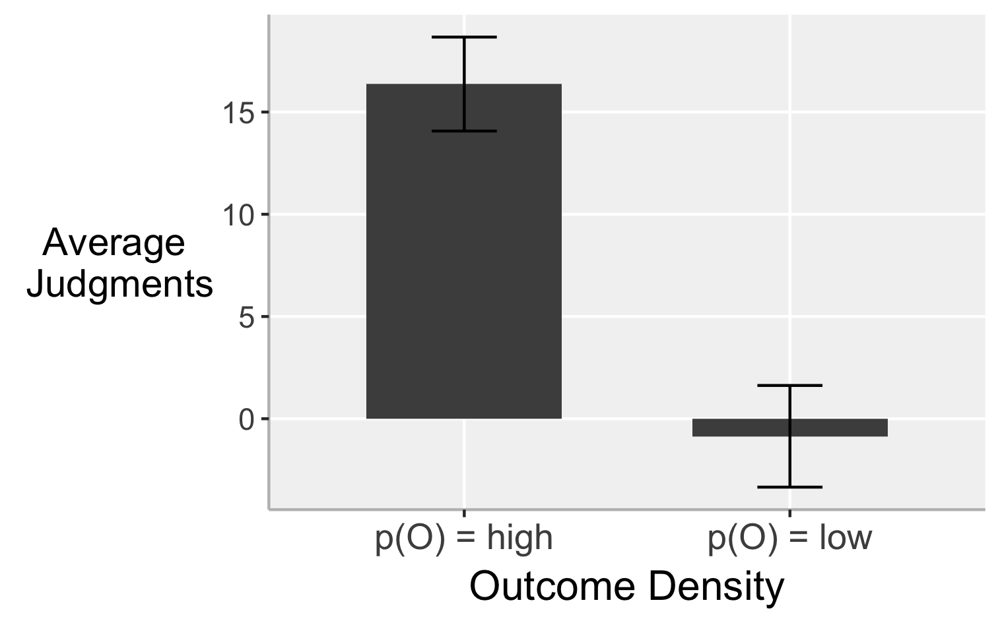 15
10
5
0
Average
Judgments
p(O) = high
p(O) = low
Outcome Density